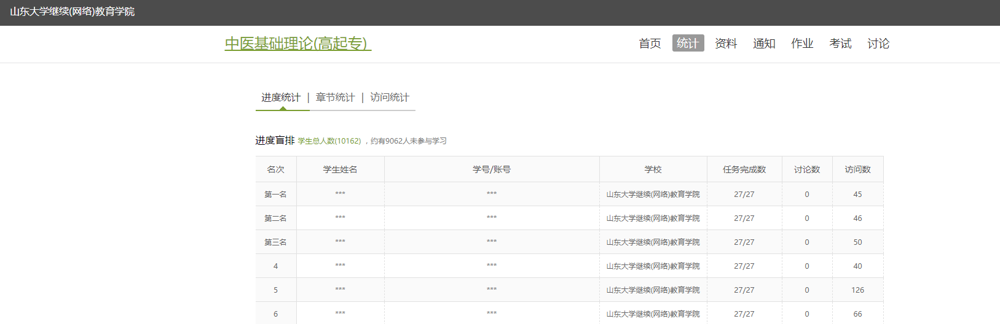 山东大学继续(网络)教育学院
中医基础理论(高起专)
首页 统计 资料 通知 作业 考试 讨论
进度统计 | 章节统计 | 访问统计
进度盲排 学生总人数(10162) ，约有9062人未参与学习
名次 学生姓名 学号/账号 学校 任务完成数 讨论数 访问数
第一名 *** *** 山东大学继续(网络)教育学院 27/27 0 45
第二名 *** *** 山东大学继续(网络)教育学院 27/27 0 46
第三名 *** *** 山东大学继续(网络)教育学院 27/27 0 50
4 *** *** 山东大学继续(网络)教育学院 27/27 0 40
5 *** *** 山东大学继续(网络)教育学院 27/27 0 126
6 *** *** 山东大学继续(网络)教育学院 27/27 0 66